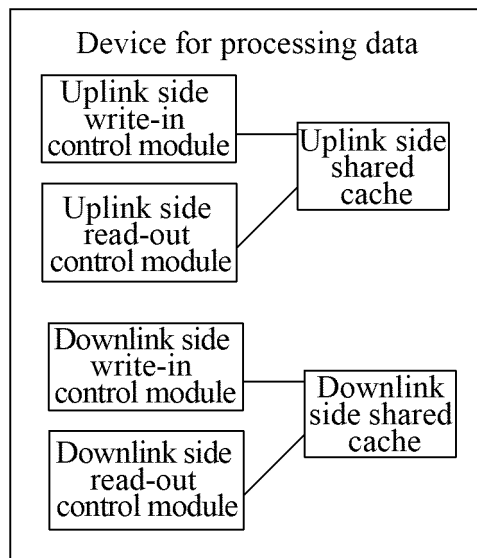 Device for processing data
Uplink side
write-in
control module
Uplink side
shared
cache
Uplink side
read-out
control module
Downlink side
write-in
control module
Downlink
side shared
cache
Downlink side
read-out
control module